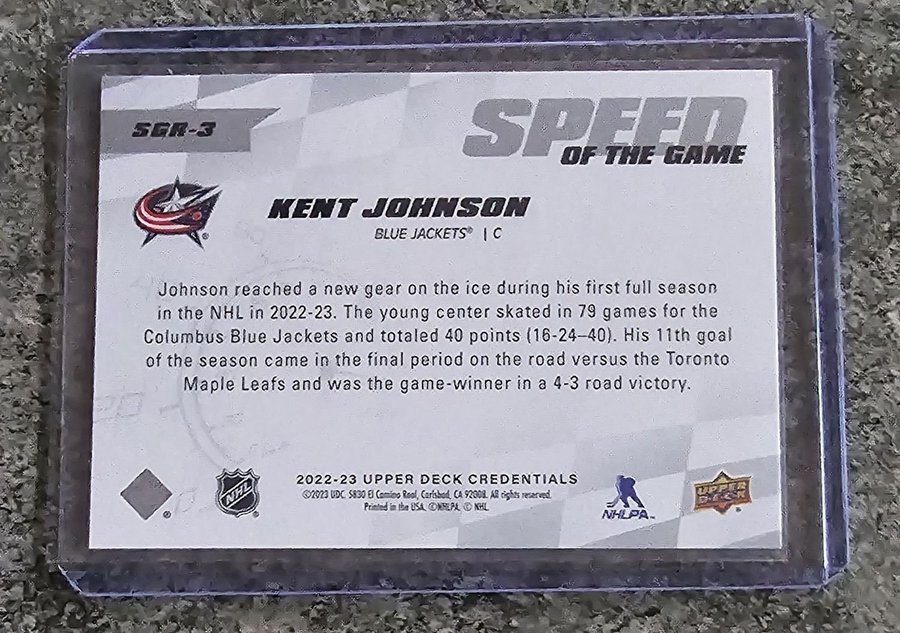 SGR-3
SPEED
OF THE GAME
KENT JOHNSON
BLUE JACKETS® | C
Johnson reached a new gear on the ice during his first full season
in the NHL in 2022-23. The young center skated in 79 games for the
Columbus Blue Jackets and totaled 40 points (16-24–40). His 11th goal
of the season came in the final period on the road versus the Toronto
Maple Leafs and was the game-winner in a 4-3 road victory.
2022-23 UPPER DECK CREDENTIALS
©2023 UDC. 5830 El Camino Real, Carlsbad, CA 92008. All rights reserved.
Printed in the USA. ©NHLPA. © NHL.
NHL
NHLPA™
UPPER
DECK